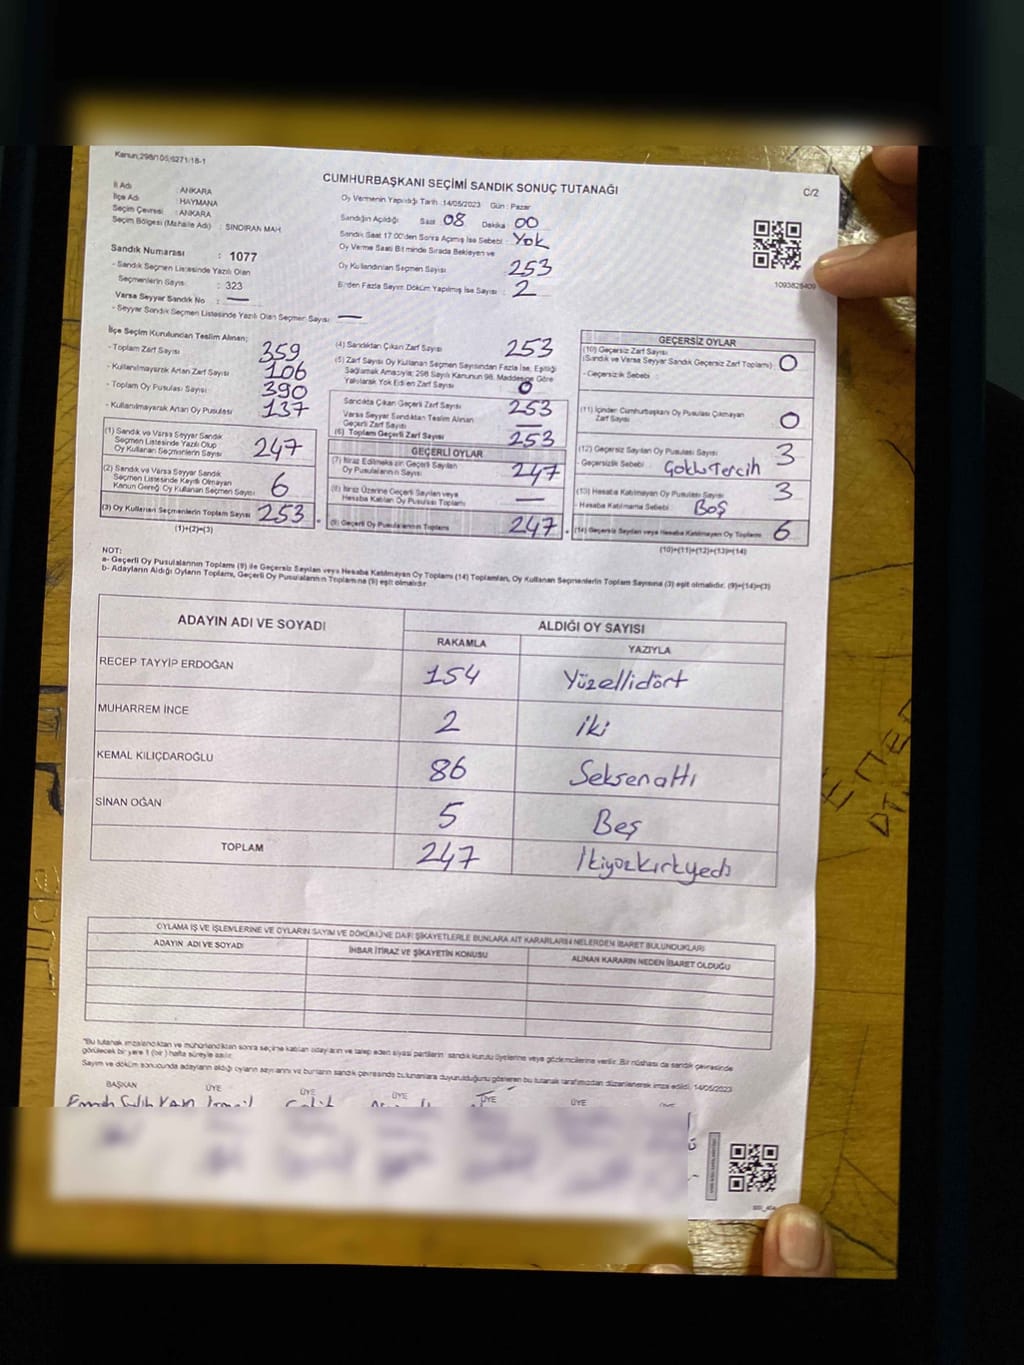 Kanun;298/105;6271/18-1
CUMHURBAŞKANI SEÇİMİ SANDIK SONUÇ TUTANAĞI
C/2
İl Adı : ANKARA
İlçe Adı : HAYMANA
Seçim Çevresi : ANKARA
Seçim Bölgesi (Mahalle Adı) : SINDIRAN MAH
Sandık Numarası : 1077
- Sandık Seçmen Listesinde Yazılı Olan
Seçmenlerin Sayısı : 323
Varsa Seyyar Sandık No : —
- Seyyar Sandık Seçmen Listesinde Yazılı Olan Seçmen Sayısı : —
Oy Vermenin Yapıldığı Tarih :14/05/2023 Gün : Pazar
Sandığın Açıldığı Saat 08 Dakika 00
Sandık Saat 17.00'den Sonra Açılmış İse Sebebi : Yok
Oy Verme Saati Bitiminde Sırada Bekleyen ve
Oy Kullandırılan Seçmen Sayısı 253
Birden Fazla Sayım Döküm Yapılmış İse Sayısı : 2
1093828409
İlçe Seçim Kurulundan Teslim Alınan;
- Toplam Zarf Sayısı 359
- Kullanılmayarak Artan Zarf Sayısı : 106
- Toplam Oy Pusulası Sayısı : 390
- Kullanılmayarak Artan Oy Pusulası 137
(1) Sandık ve Varsa Seyyar Sandık
Seçmen Listesinde Yazılı Olup
Oy Kullanan Seçmenlerin Sayısı 247
(2) Sandık ve Varsa Seyyar Sandık
Seçmen Listesinde Kayıtlı Olmayan
Kanun Gereği Oy Kullanan Seçmen Sayısı 6
(3) Oy Kullanan Seçmenlerin Toplam Sayısı 253
(1)+(2)=(3)
(4) Sandıktan Çıkan Zarf Sayısı 253
(5) Zarf Sayısı Oy Kullanan Seçmen Sayısından Fazla İse, Eşitliği
Sağlamak Amacıyla; 298 Sayılı Kanunun 98. Maddesine Göre
Yakılarak Yok Edilen Zarf Sayısı 0
Sandıkta Çıkan Geçerli Zarf Sayısı 253
Varsa Seyyar Sandıktan Teslim Alınan
Geçerli Zarf Sayısı —
(6) Toplam Geçerli Zarf Sayısı 253
GEÇERLİ OYLAR
(7) İtiraz Edilmeksizin Geçerli Sayılan
Oy Pusulalarının Sayısı 247
(8) İtiraz Üzerine Geçerli Sayılan veya
Hesaba Katılan Oy Pusulası Toplamı —
(9) Geçerli Oy Pusulalarının Toplamı 247
GEÇERSİZ OYLAR
(10) Geçersiz Zarf Sayısı
(Sandık ve Varsa Seyyar Sandık Geçersiz Zarf Toplamı) 0
- Geçersizlik Sebebi :
(11) İçinden Cumhurbaşkanı Oy Pusulası Çıkmayan
Zarf Sayısı 0
(12) Geçersiz Sayılan Oy Pusulası Sayısı 3
- Geçersizlik Sebebi : Çoklu Tercih
(13) Hesaba Katılmayan Oy Pusulası Sayısı 3
- Hesaba Katılmama Sebebi Boş
(14) Geçersiz Sayılan veya Hesaba Katılmayan Oy Toplamı 6
(10)+(11)+(12)+(13)=(14)
NOT:
a- Geçerli Oy Pusulalarının Toplamı (9) ile Geçersiz Sayılan veya Hesaba Katılmayan Oy Toplamı (14) Toplamları, Oy Kullanan Seçmenlerin Toplam Sayısına (3) eşit olmalıdır. (9)+(14)=(3)
b- Adayların Aldığı Oyların Toplamı, Geçerli Oy Pusulalarının Toplamına (9) eşit olmalıdır.
ADAYIN ADI VE SOYADI ALDIĞI OY SAYISI
RAKAMLA YAZIYLA
RECEP TAYYİP ERDOĞAN 154 Yüzellidört
MUHARREM İNCE 2 iki
KEMAL KILIÇDAROĞLU 86 Seksenaltı
SİNAN OĞAN 5 Beş
TOPLAM 247 İkiyüzkırkyedi
OYLAMA İŞ VE İŞLEMLERİNE VE OYLARIN SAYIM VE DÖKÜMÜNE DAİR ŞİKAYETLERLE BUNLARA AİT KARARLARIN NELERDEN İBARET BULUNDUKLARI
ADAYIN ADI VE SOYADI İHBAR İTİRAZ VE ŞİKAYETİN KONUSU ALINAN KARARIN NEDEN İBARET OLDUĞU
"Bu tutanak imzalandıktan ve mühürlendikten sonra seçime katılan adayların ve talep eden siyasi partilerin sandık kurulu üyelerine veya gözlemcilerine verilir. Bir nüshası da sandık çevresinde
görülecek bir yere 1 (bir ) hafta süreyle asılır.
Sayım ve döküm sonucunda adayların aldığı oyların sayılarını ve bunların sandık çevresinde bulunanlara duyurulduğunu gösteren bu tutanak tarafımızdan düzenlenerek imza edildi. 14/05/2023
BAŞKAN ÜYE ÜYE ÜYE ÜYE ÜYE